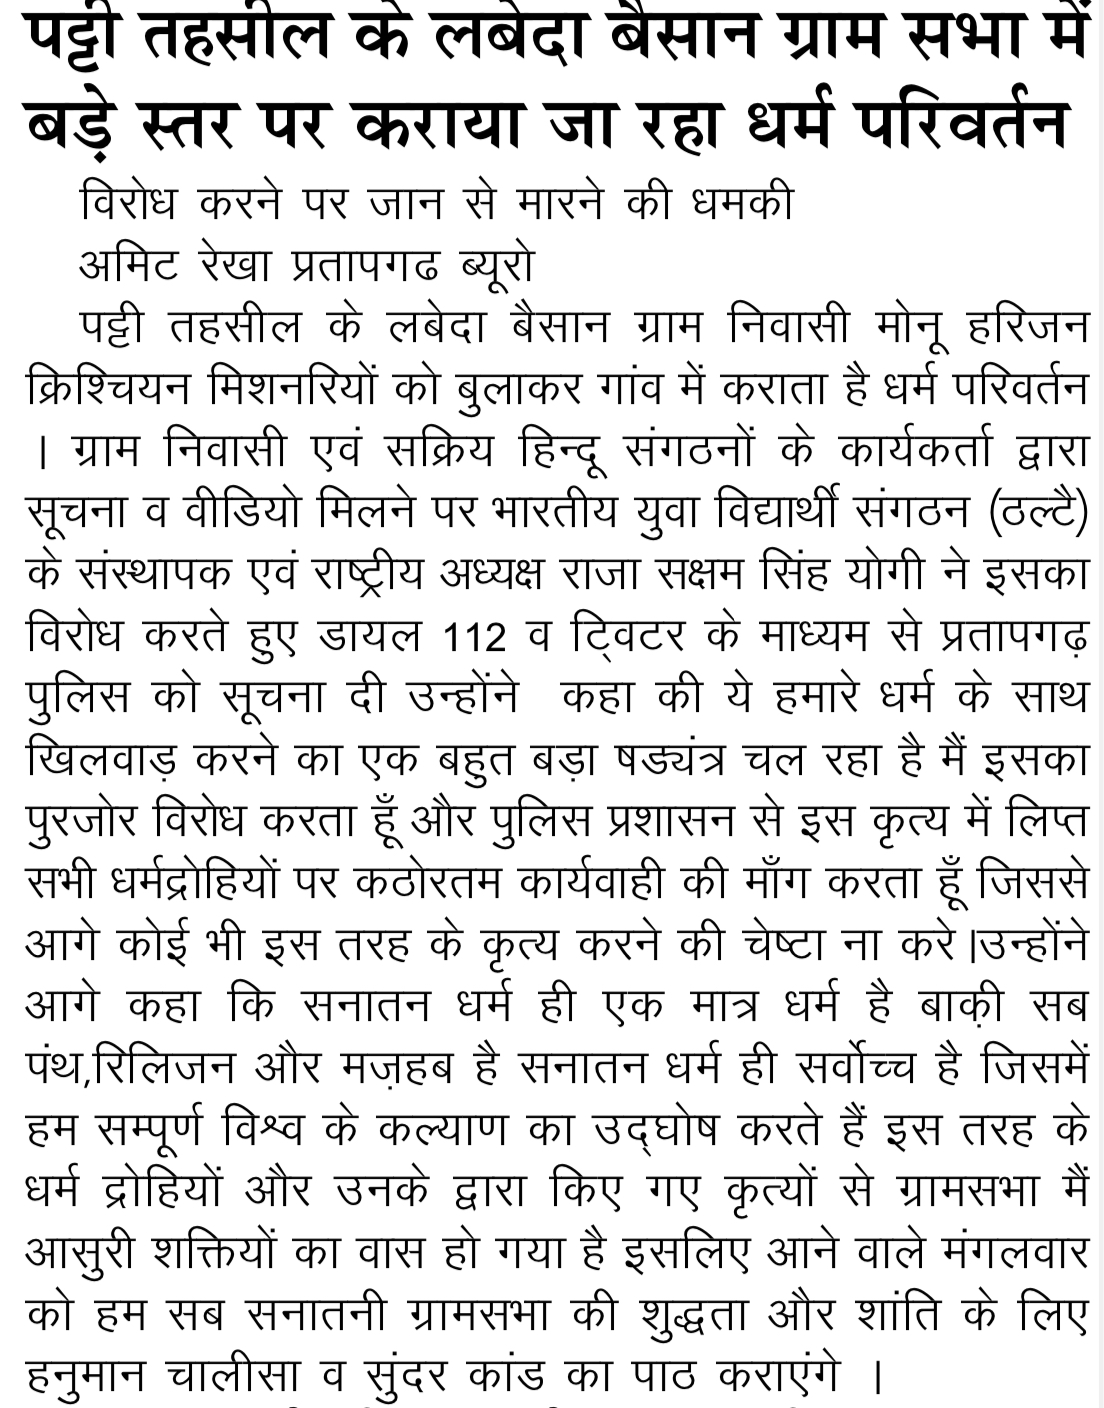 पट्टी तहसील के लबेदा बैसान ग्राम सभा में
बड़े स्तर पर कराया जा रहा धर्म परिवर्तन
विरोध करने पर जान से मारने की धमकी
अमिट रेखा प्रतापगढ ब्यूरो
पट्टी तहसील के लबेदा बैसान ग्राम निवासी मोनू हरिजन
क्रिश्चियन मिशनरियों को बुलाकर गांव में कराता है धर्म परिवर्तन
। ग्राम निवासी एवं सक्रिय हिन्दू संगठनों के कार्यकर्ता द्वारा
सूचना व वीडियो मिलने पर भारतीय युवा विद्यार्थी संगठन (ठल्टै)
के संस्थापक एवं राष्ट्रीय अध्यक्ष राजा सक्षम सिंह योगी ने इसका
विरोध करते हुए डायल 112 व ट्विटर के माध्यम से प्रतापगढ़
पुलिस को सूचना दी उन्होंने कहा की ये हमारे धर्म के साथ
खिलवाड़ करने का एक बहुत बड़ा षड्यंत्र चल रहा है मैं इसका
पुरजोर विरोध करता हूँ और पुलिस प्रशासन से इस कृत्य में लिप्त
सभी धर्मद्रोहियों पर कठोरतम कार्यवाही की माँग करता हूँ जिससे
आगे कोई भी इस तरह के कृत्य करने की चेष्टा ना करे।उन्होंने
आगे कहा कि सनातन धर्म ही एक मात्र धर्म है बाक़ी सब
पंथ,रिलिजन और मज़हब है सनातन धर्म ही सर्वोच्च है जिसमें
हम सम्पूर्ण विश्व के कल्याण का उद्घोष करते हैं इस तरह के
धर्म द्रोहियों और उनके द्वारा किए गए कृत्यों से ग्रामसभा मैं
आसुरी शक्तियों का वास हो गया है इसलिए आने वाले मंगलवार
को हम सब सनातनी ग्रामसभा की शुद्धता और शांति के लिए
हनुमान चालीसा व सुंदर कांड का पाठ कराएंगे ।